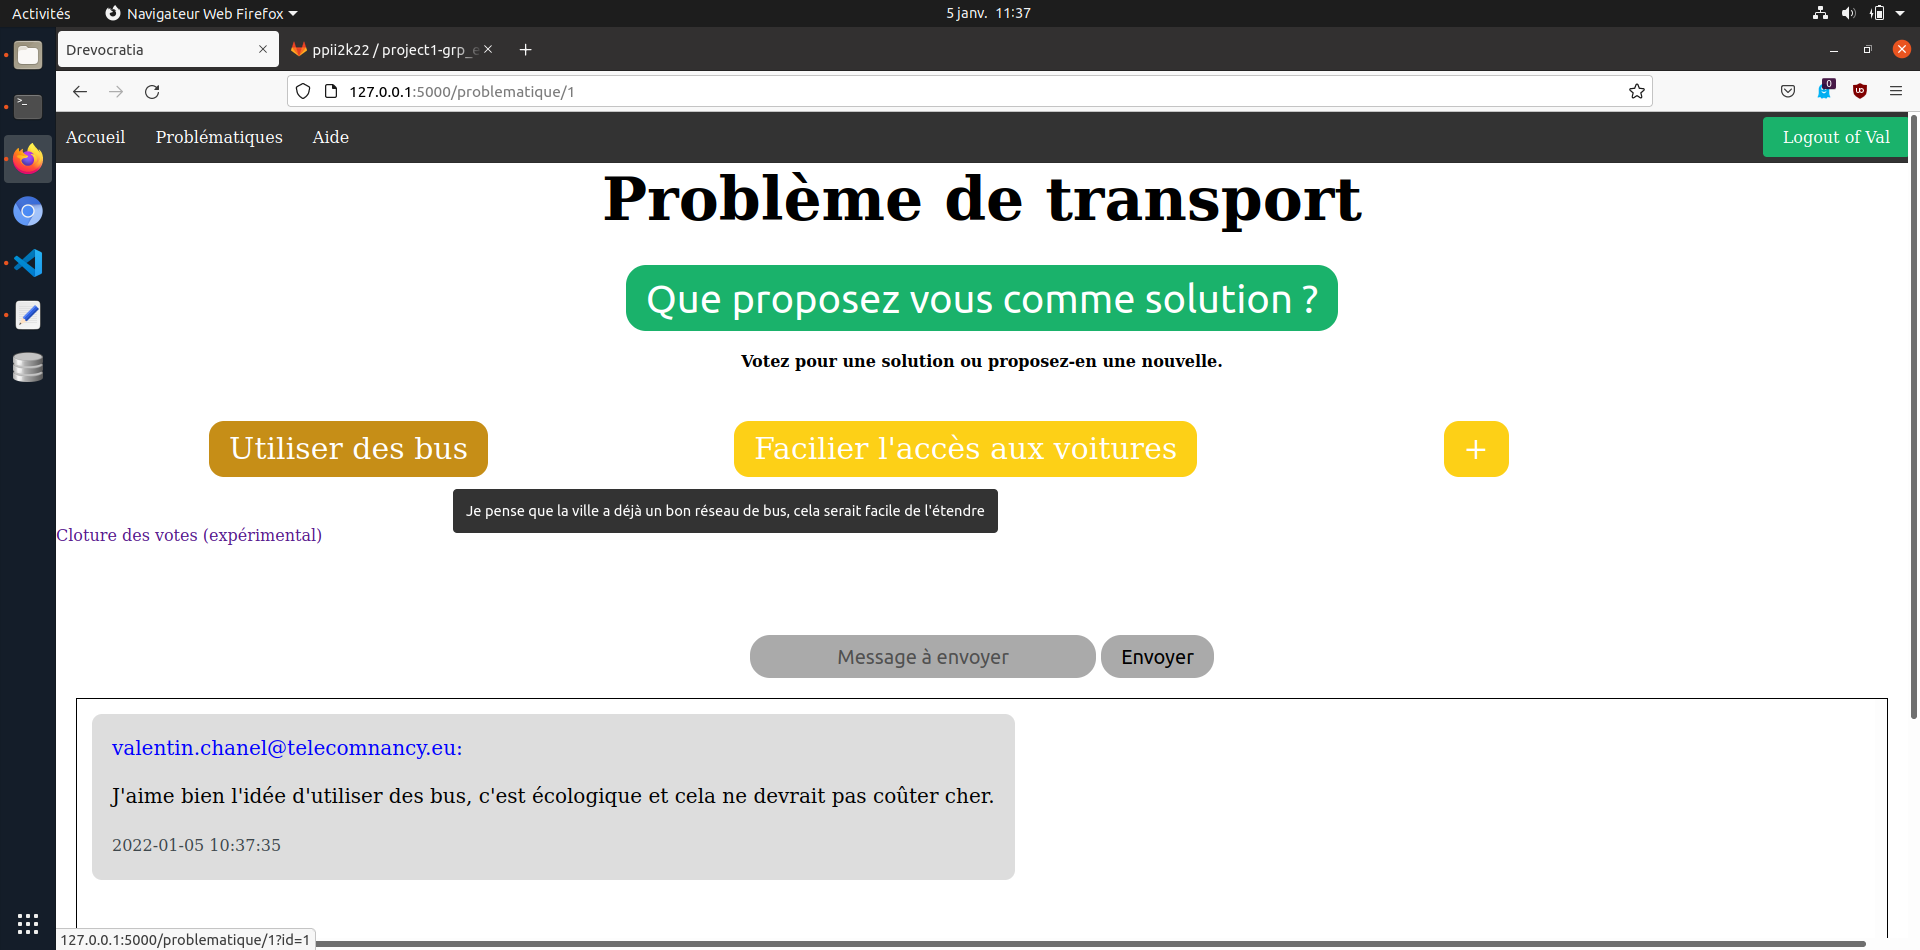 Activités
Navigateur Web Firefox
5 janv. 11:37
Drevocratia
ppii2k22 / project1-grp_e
127.0.0.1:5000/problematique/1
0
Accueil
Problématiques
Aide
Logout of Val
Problème de transport
Que proposez vous comme solution ?
Votez pour une solution ou proposez-en une nouvelle.
Utiliser des bus
Facilier l'accès aux voitures
+
Je pense que la ville a déjà un bon réseau de bus, cela serait facile de l'étendre
Cloture des votes (expérimental)
Message à envoyer
Envoyer
valentin.chanel@telecomnancy.eu:
J'aime bien l'idée d'utiliser des bus, c'est écologique et cela ne devrait pas coûter cher.
2022-01-05 10:37:35
127.0.0.1:5000/problematique/1?id=1